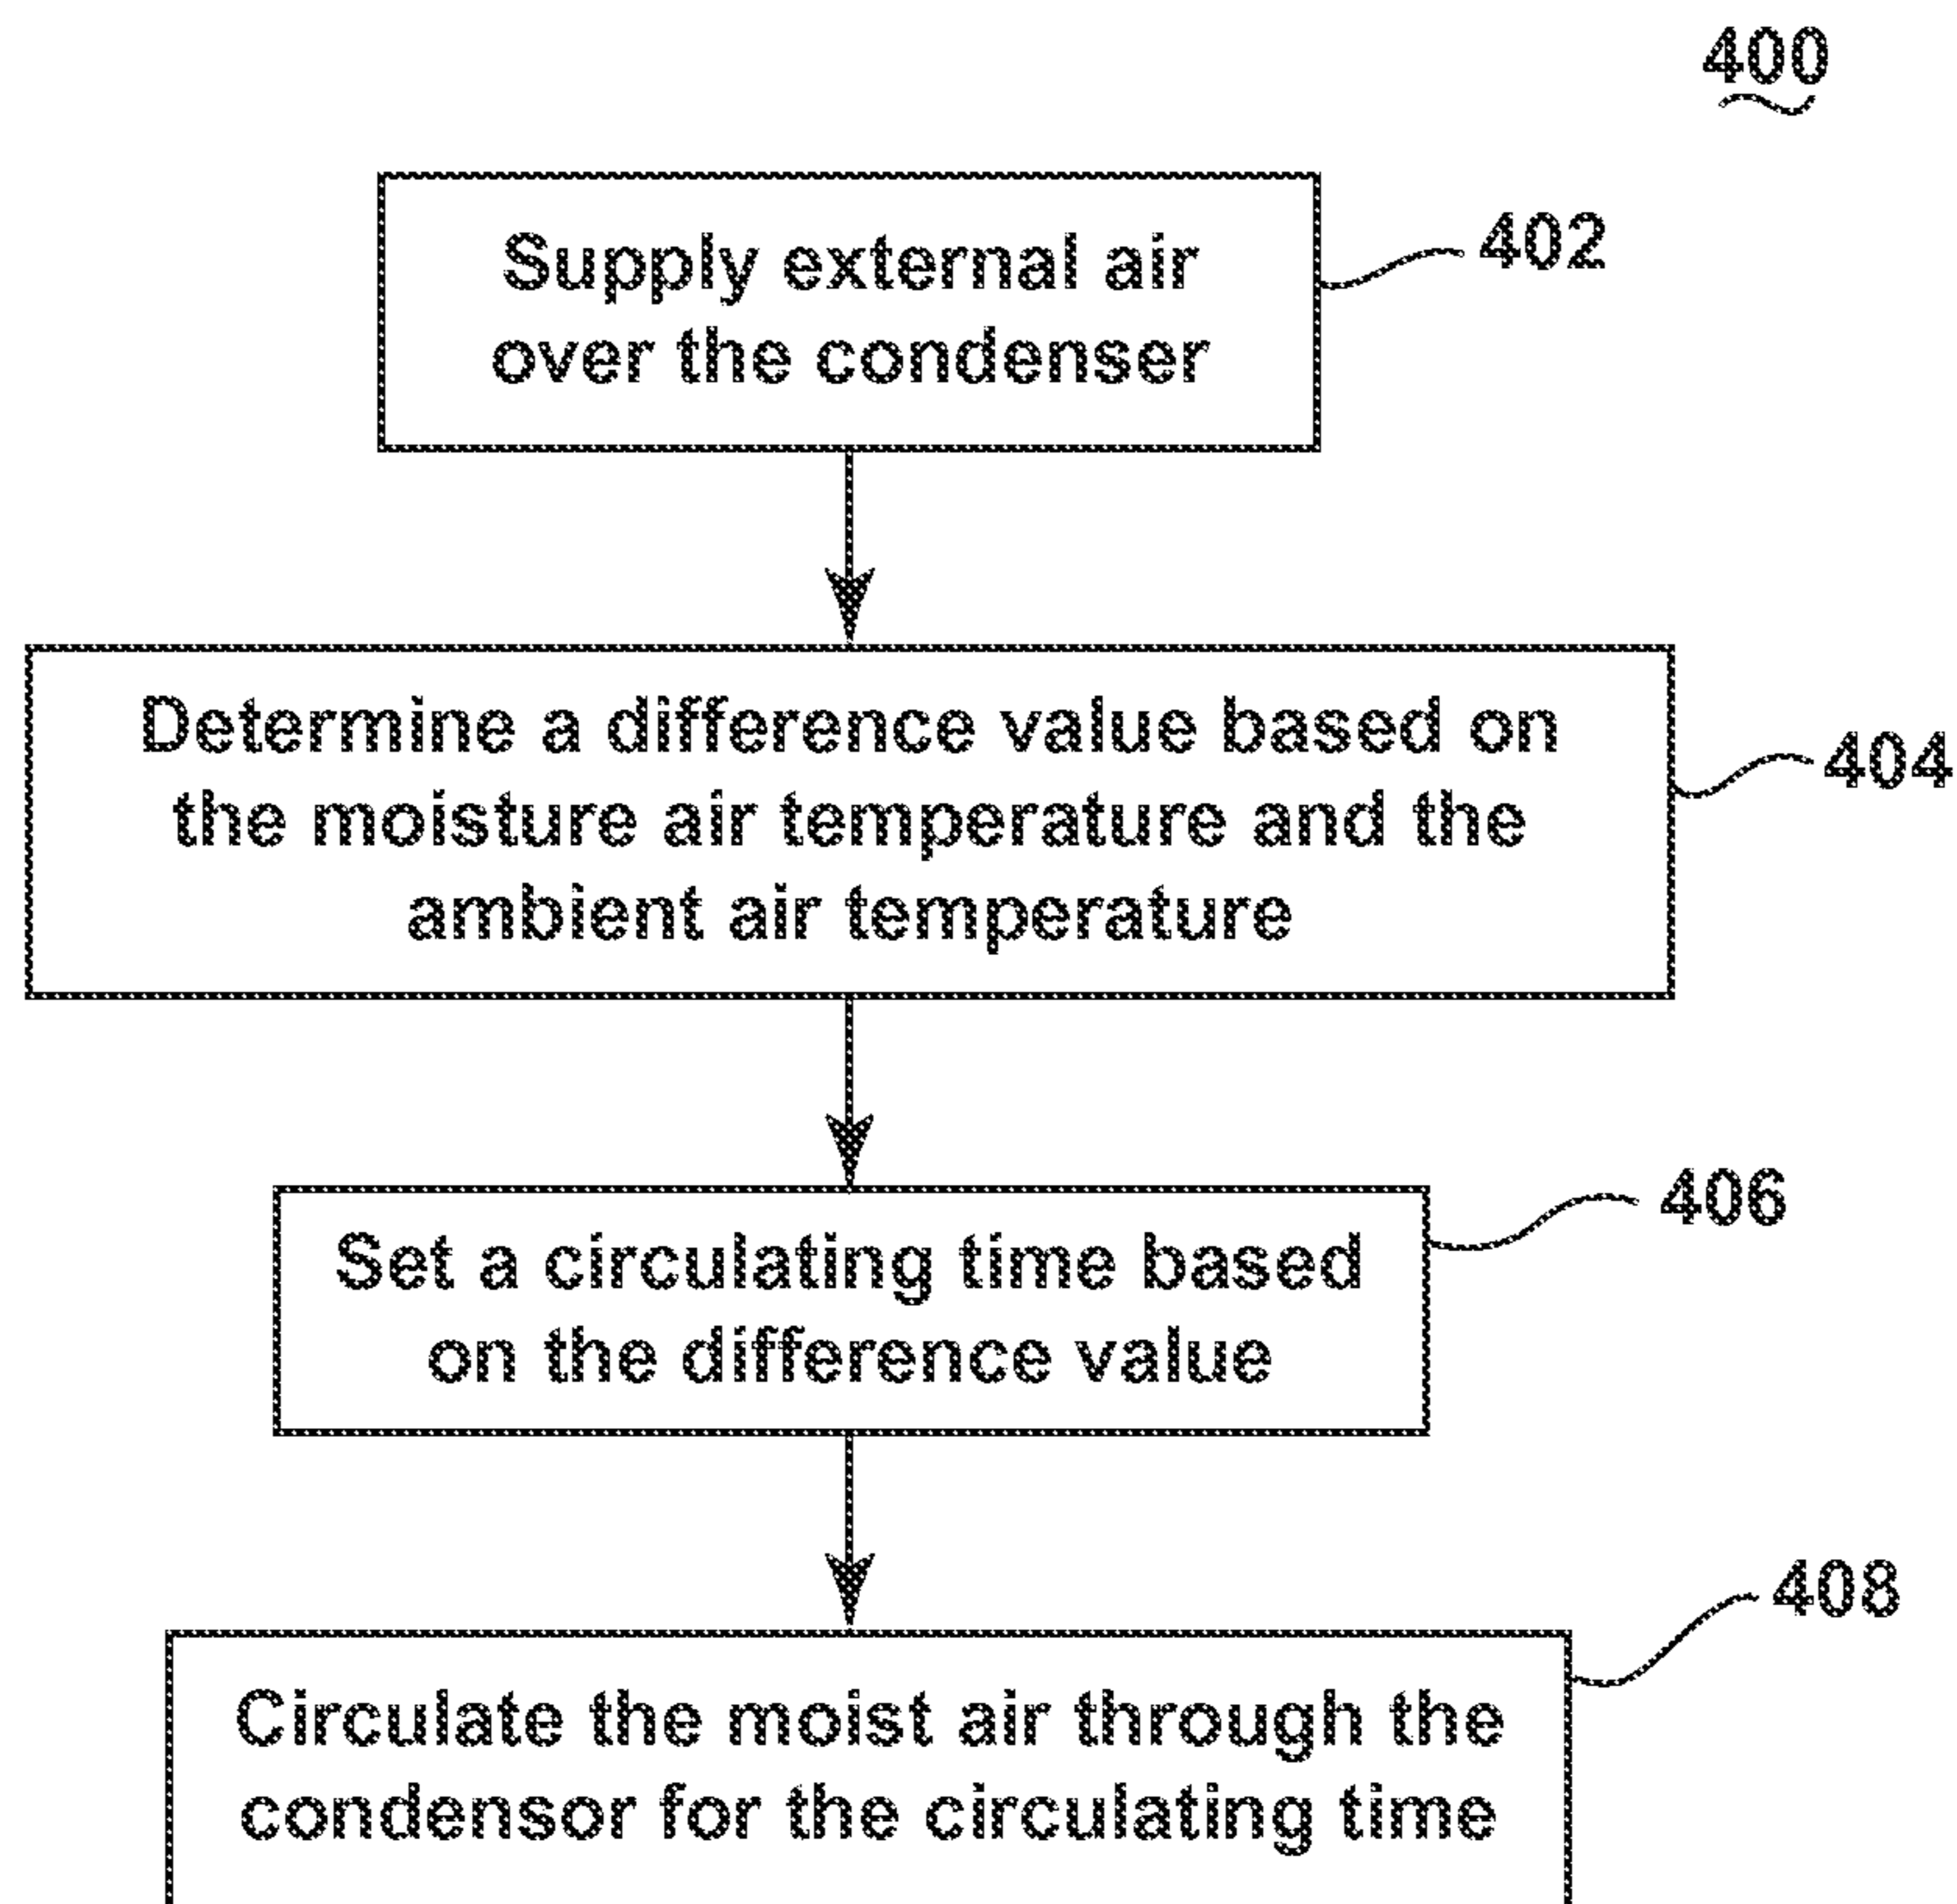 400
Supply external air
over the condenser
402
Determine a difference value based on
the moisture air temperature and the
ambient air temperature
404
Set a circulating time based
on the difference value
406
Circulate the moist air through the
condensor for the circulating time
408